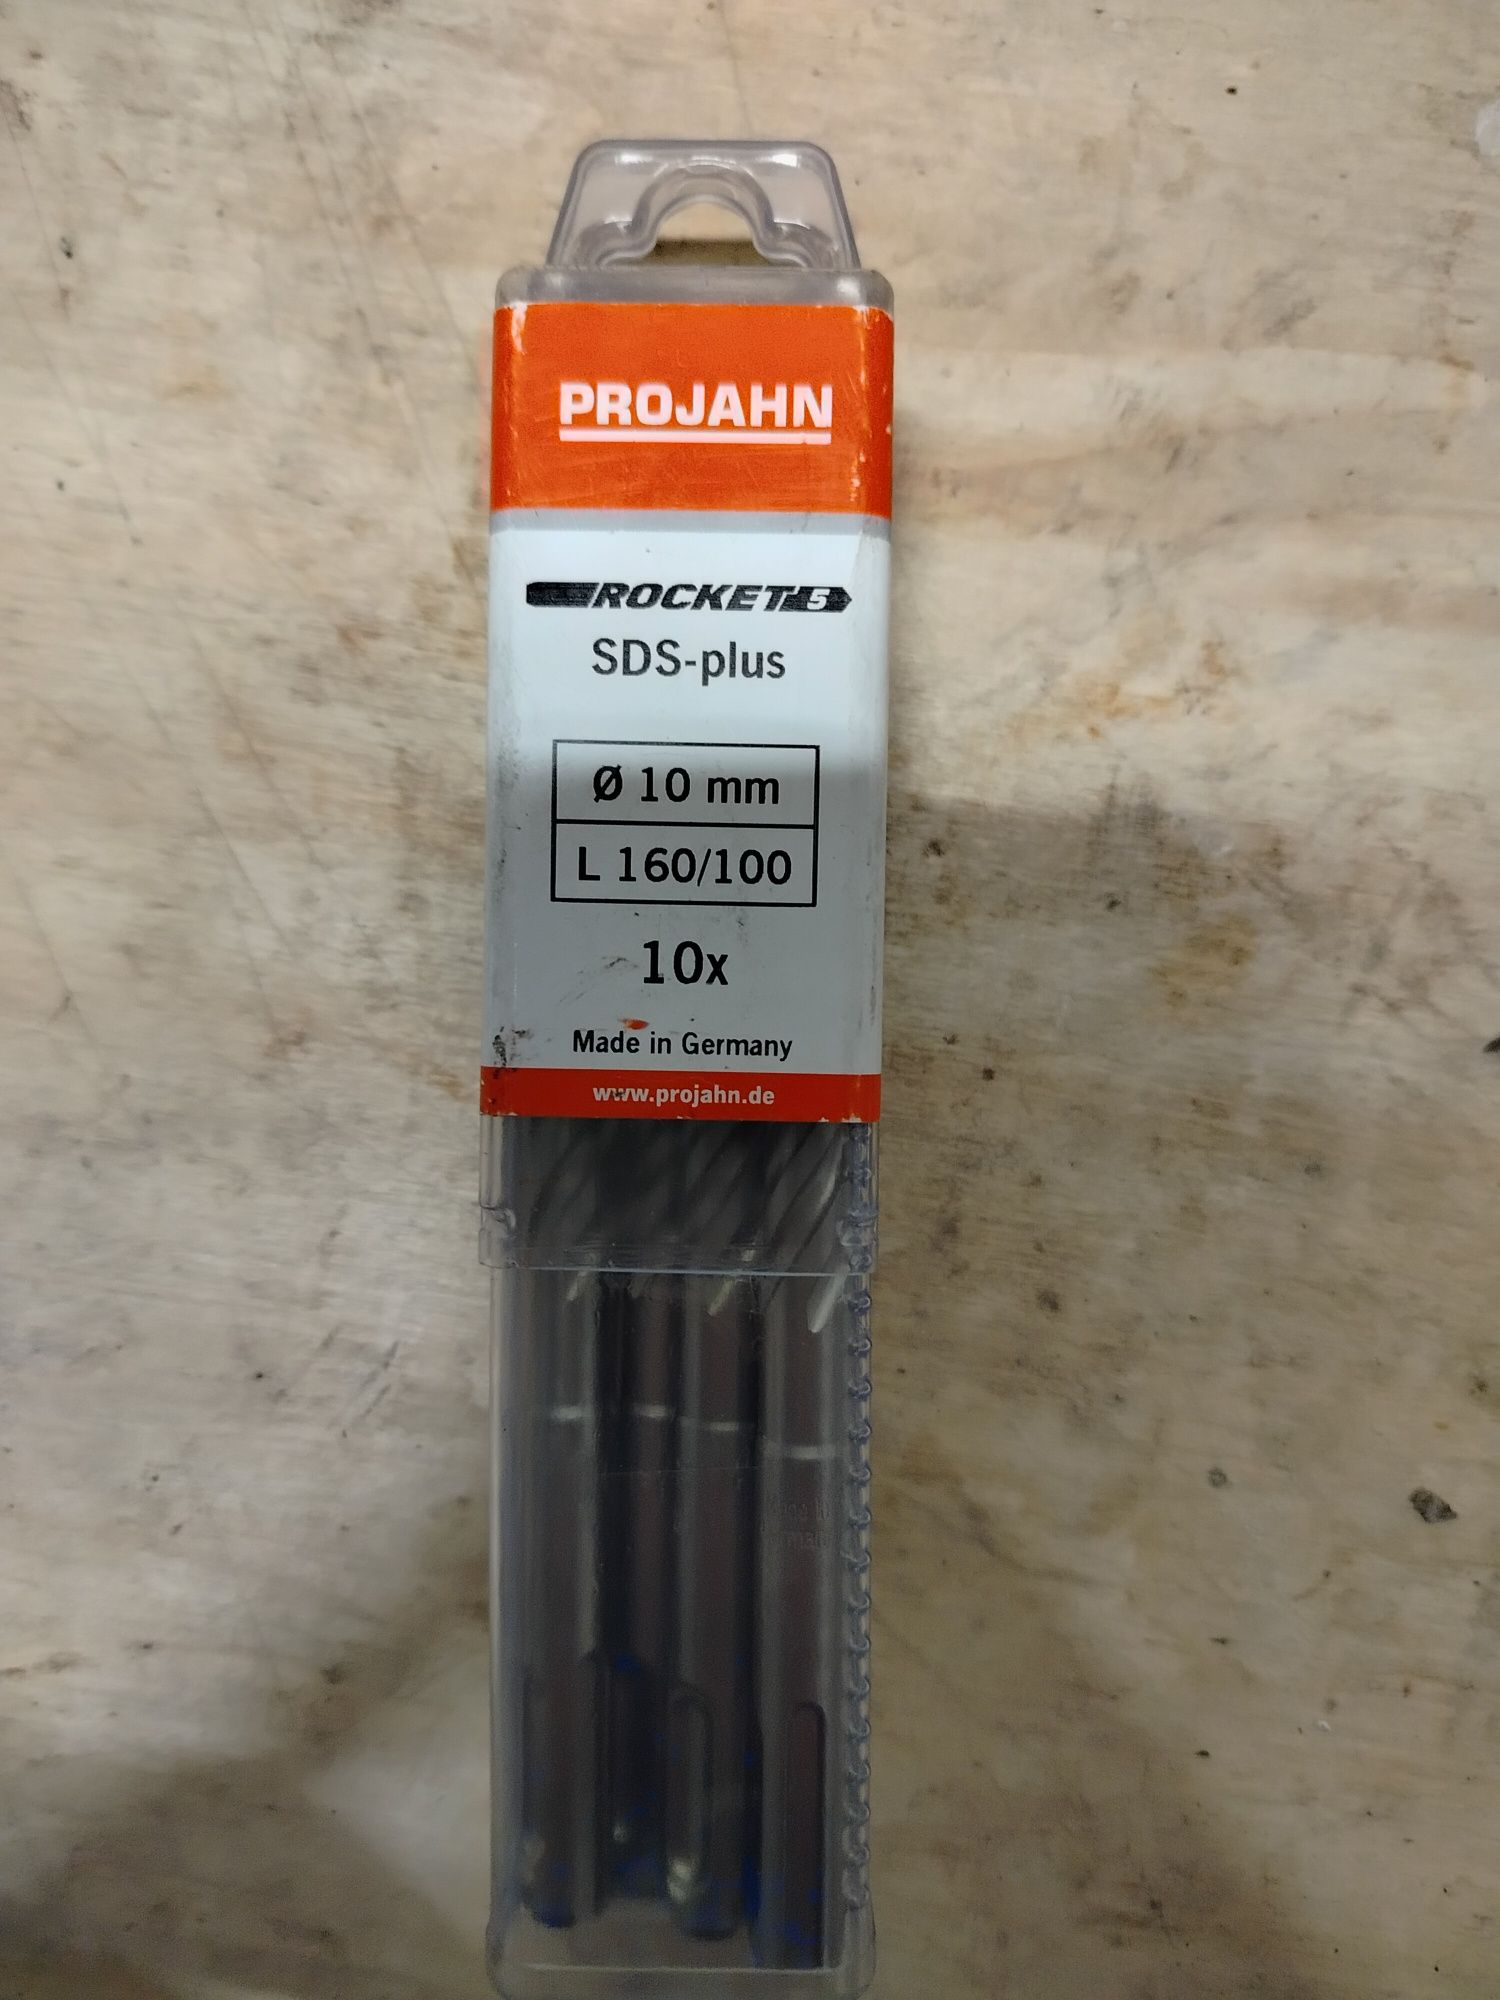 PROJAHN
ROCKET 5
SDS-plus
Ø 10 mm
L 160/100
10x
Made in Germany
www.projahn.de